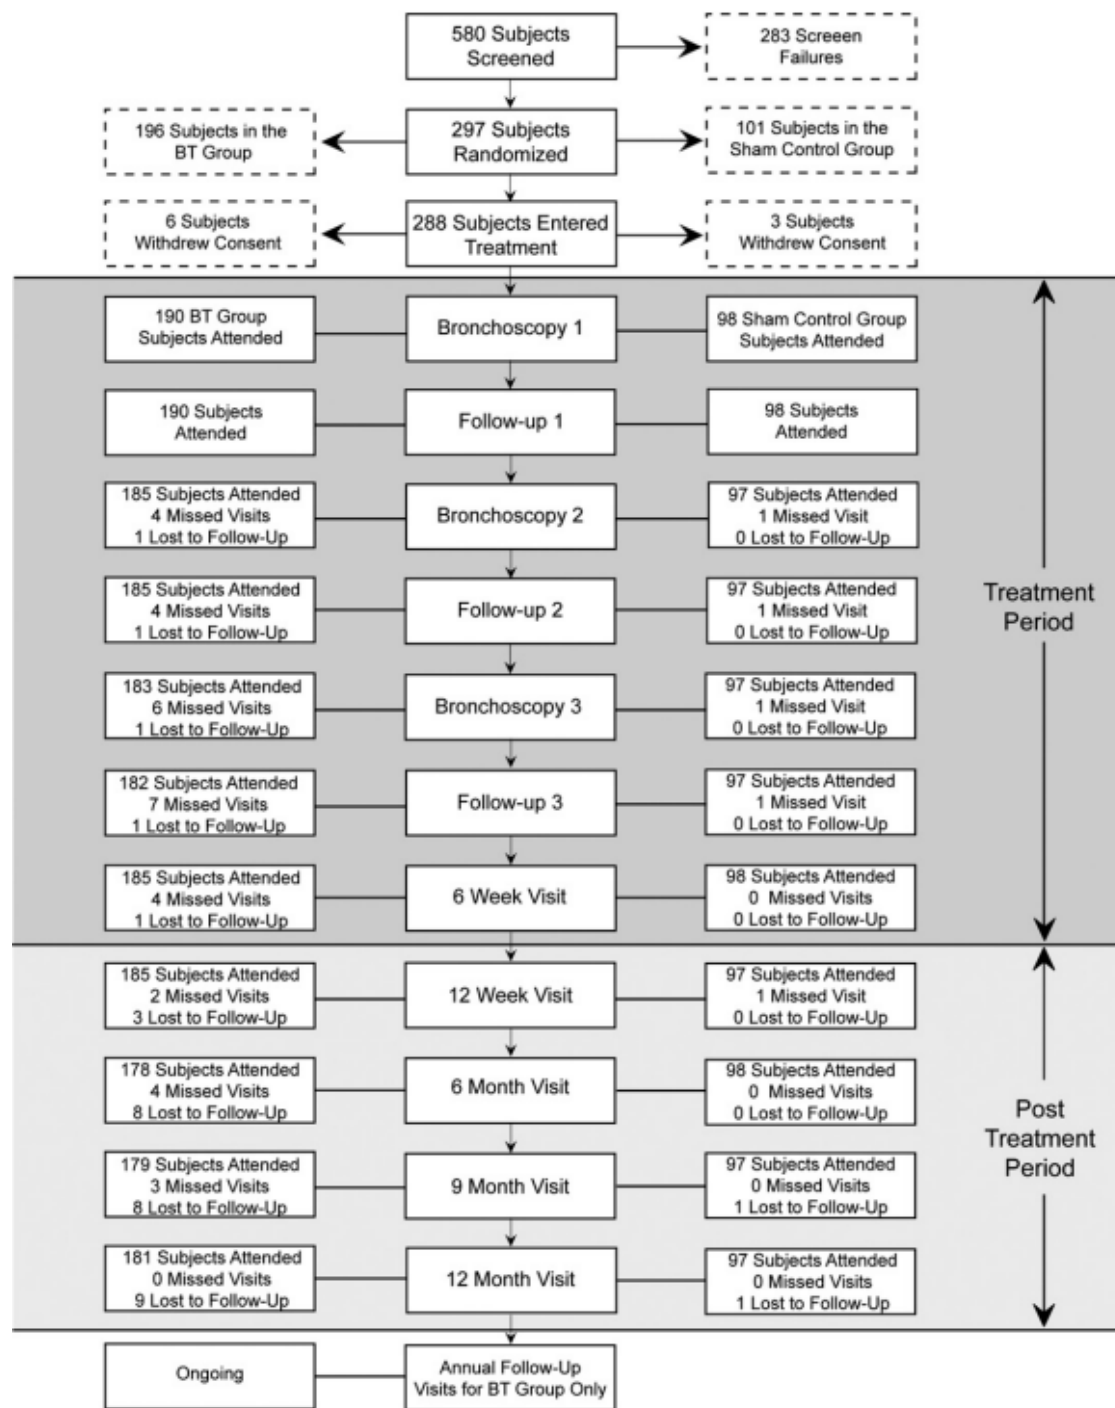 580 Subjects
Screened
283 Screeen
Failures
196 Subjects in the
BT Group
297 Subjects
Randomized
101 Subjects in the
Sham Control Group
6 Subjects
Withdrew Consent
288 Subjects Entered
Treatment
3 Subjects
Withdrew Consent
190 BT Group
Subjects Attended
Bronchoscopy 1
98 Sham Control Group
Subjects Attended
190 Subjects
Attended
Follow-up 1
98 Subjects
Attended
185 Subjects Attended
4 Missed Visits
1 Lost to Follow-Up
Bronchoscopy 2
97 Subjects Attended
1 Missed Visit
0 Lost to Follow-Up
185 Subjects Attended
4 Missed Visits
1 Lost to Follow-Up
Follow-up 2
97 Subjects Attended
1 Missed Visit
0 Lost to Follow-Up
Treatment
Period
183 Subjects Attended
6 Missed Visits
1 Lost to Follow-Up
Bronchoscopy 3
97 Subjects Attended
1 Missed Visit
0 Lost to Follow-Up
182 Subjects Attended
7 Missed Visits
1 Lost to Follow-Up
Follow-up 3
97 Subjects Attended
1 Missed Visit
0 Lost to Follow-Up
185 Subjects Attended
4 Missed Visits
1 Lost to Follow-Up
6 Week Visit
98 Subjects Attended
0 Missed Visits
0 Lost to Follow-Up
185 Subjects Attended
2 Missed Visits
3 Lost to Follow-Up
12 Week Visit
97 Subjects Attended
1 Missed Visit
0 Lost to Follow-Up
178 Subjects Attended
4 Missed Visits
8 Lost to Follow-Up
6 Month Visit
98 Subjects Attended
0 Missed Visits
0 Lost to Follow-Up
Post
Treatment
Period
179 Subjects Attended
3 Missed Visits
8 Lost to Follow-Up
9 Month Visit
97 Subjects Attended
0 Missed Visits
1 Lost to Follow-Up
181 Subjects Attended
0 Missed Visits
9 Lost to Follow-Up
12 Month Visit
97 Subjects Attended
0 Missed Visits
1 Lost to Follow-Up
Ongoing
Annual Follow-Up
Visits for BT Group Only